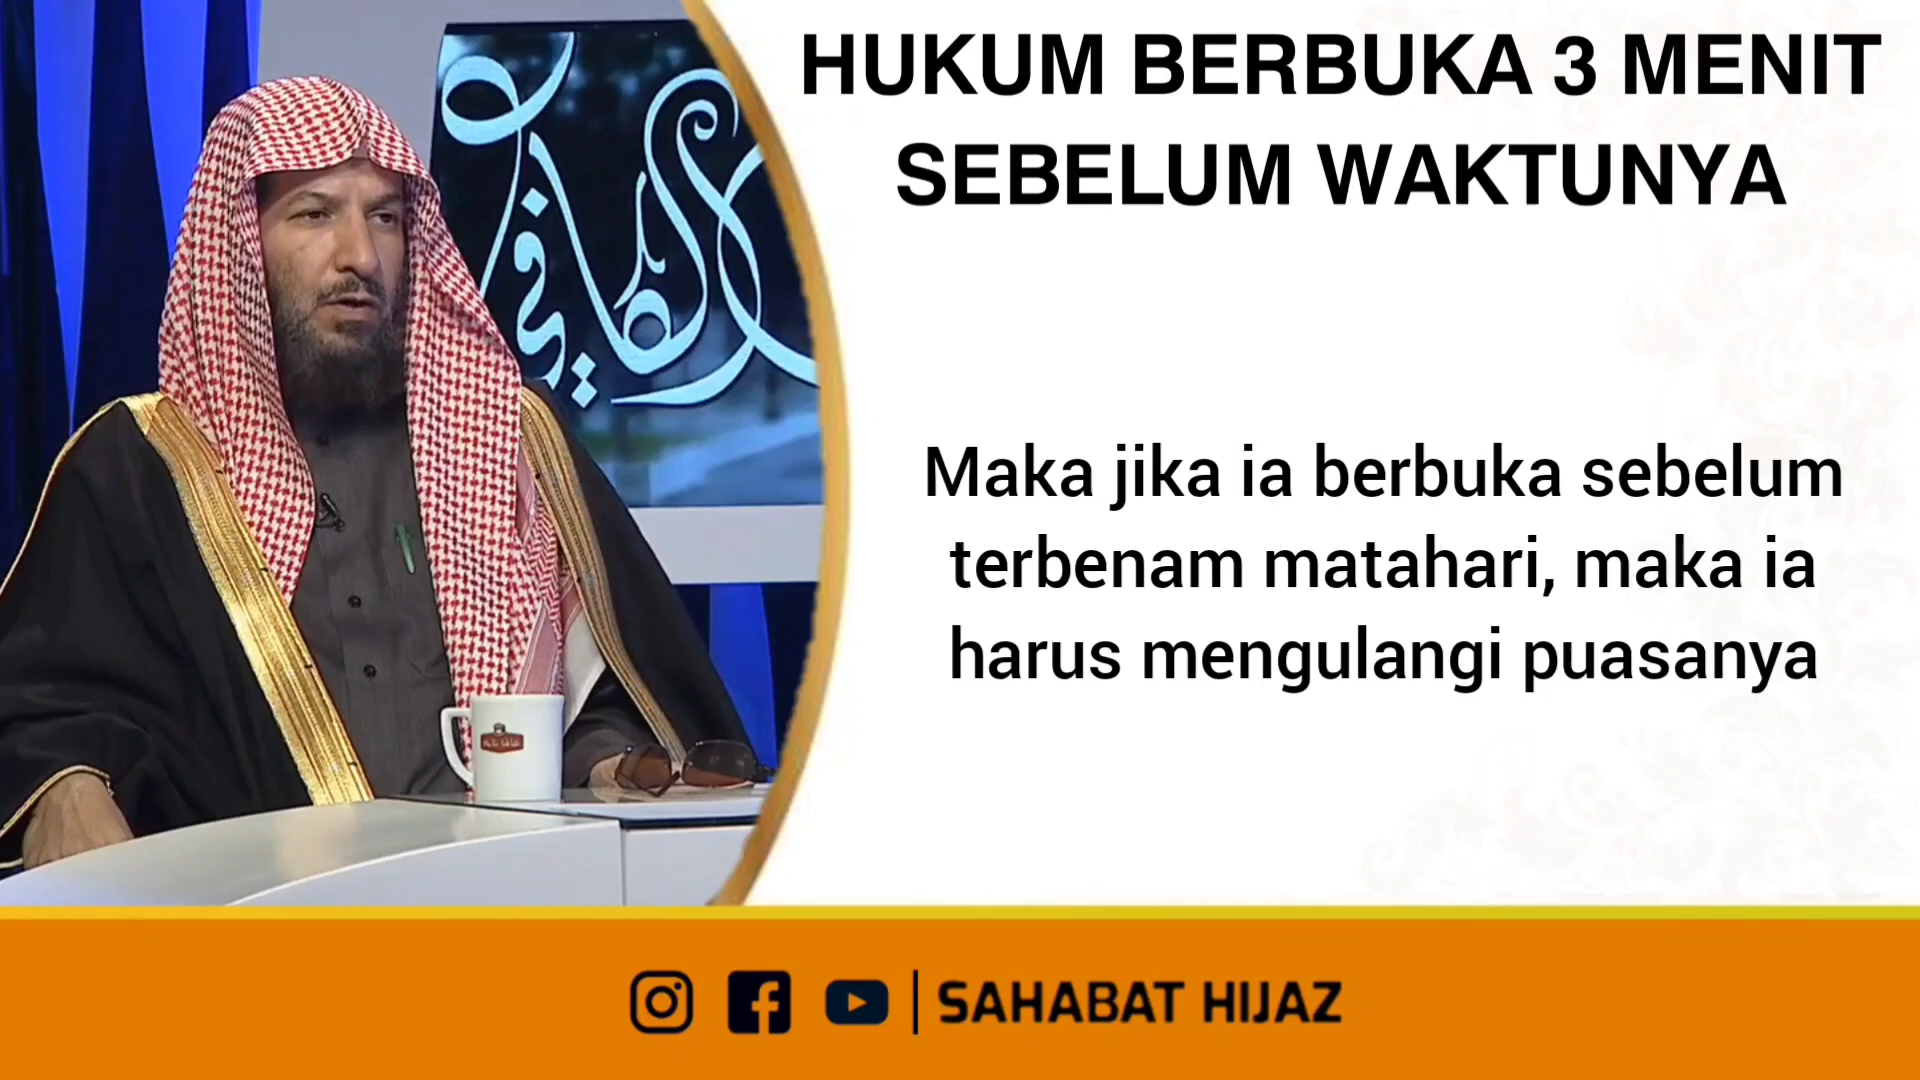 HUKUM BERBUKA 3 MENIT
SEBELUM WAKTUNYA
Maka jika ia berbuka sebelum
terbenam matahari, maka ia
harus mengulangi puasanya
SAHABAT HIJAZ